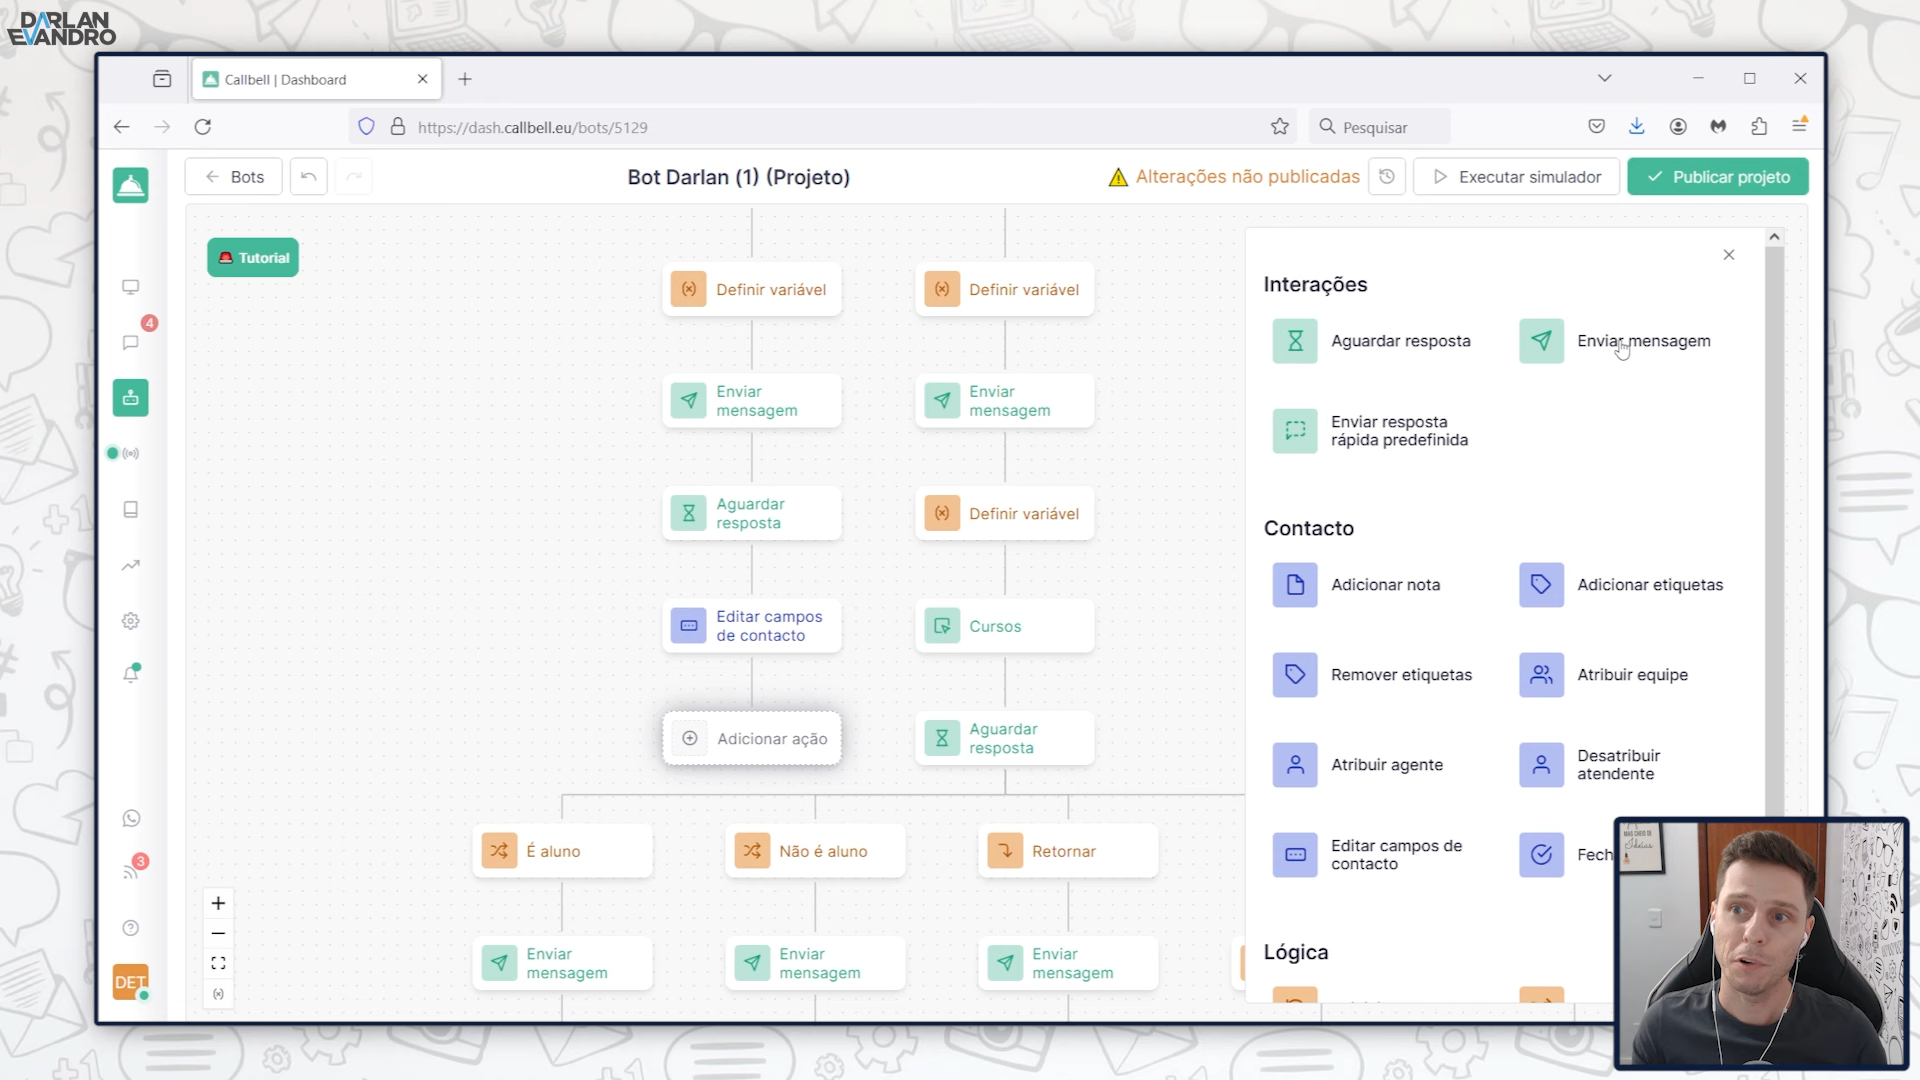 DARLAN
EVANDRO
Callbell | Dashboard
https://dash.callbell.eu/bots/5129
Pesquisar
Bots
Bot Darlan (1) (Projeto)
Alterações não publicadas
Executar simulador
Publicar projeto
Tutorial
Definir variável
Definir variável
Enviar
mensagem
Enviar
mensagem
Aguardar
resposta
Definir variável
Editar campos
de contacto
Cursos
Adicionar ação
Aguardar
resposta
É aluno
Não é aluno
Retornar
Enviar
mensagem
Enviar
mensagem
Enviar
mensagem
Interações
Aguardar resposta
Enviar mensagem
Enviar resposta
rápida predefinida
Contacto
Adicionar nota
Adicionar etiquetas
Remover etiquetas
Atribuir equipe
Atribuir agente
Desatribuir
atendente
Editar campos de
contacto
Fech
Lógica
4
3
DET